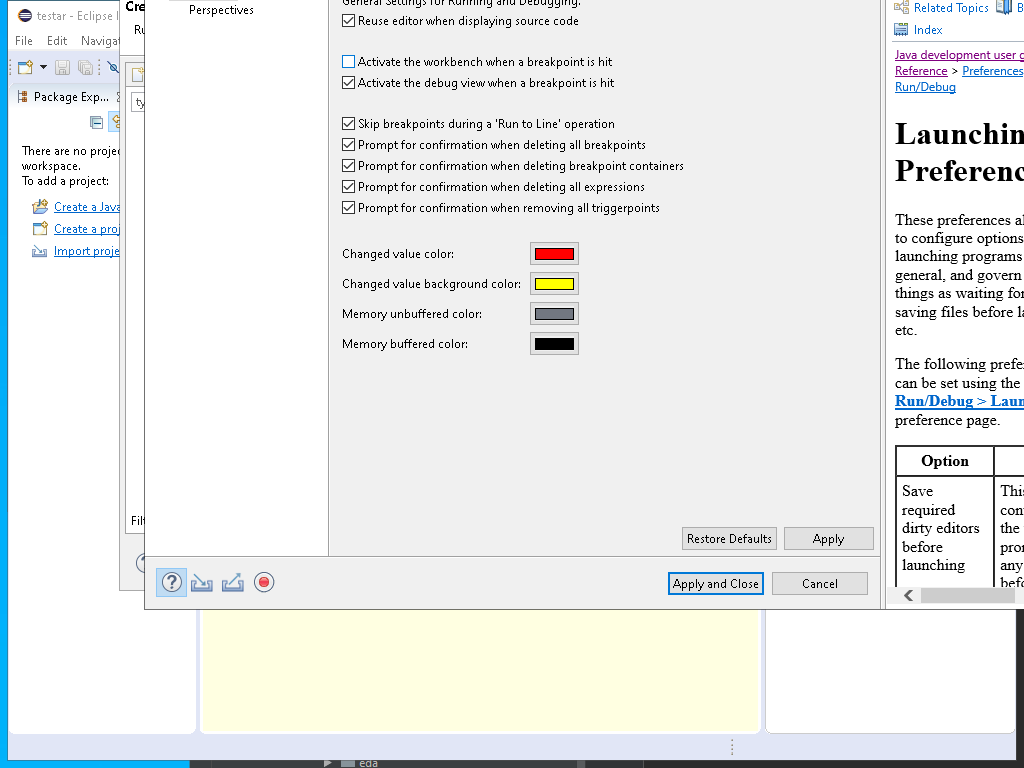 testar - Eclipse I
File Edit Navigat
Package Exp...
There are no proje
workspace.
To add a project:
Create a Java
Create a proj
Import proje
Cre
Ru
ty
Filt
Perspectives
General Settings for Running and Debugging.
Reuse editor when displaying source code
Activate the workbench when a breakpoint is hit
Activate the debug view when a breakpoint is hit
Skip breakpoints during a 'Run to Line' operation
Prompt for confirmation when deleting all breakpoints
Prompt for confirmation when deleting breakpoint containers
Prompt for confirmation when deleting all expressions
Prompt for confirmation when removing all triggerpoints
Changed value color:
Changed value background color:
Memory unbuffered color:
Memory buffered color:
Restore Defaults Apply
Apply and Close Cancel
Related Topics B
Index
Java development user g
Reference > Preferences
Run/Debug
Launchin
Preferenc
These preferences al
to configure options
launching programs
general, and govern
things as waiting for
saving files before la
etc.
The following prefer
can be set using the
Run/Debug > Laun
preference page.
Option
Save
required
dirty editors
before
launching
This
con
the
pron
any
befo
eda